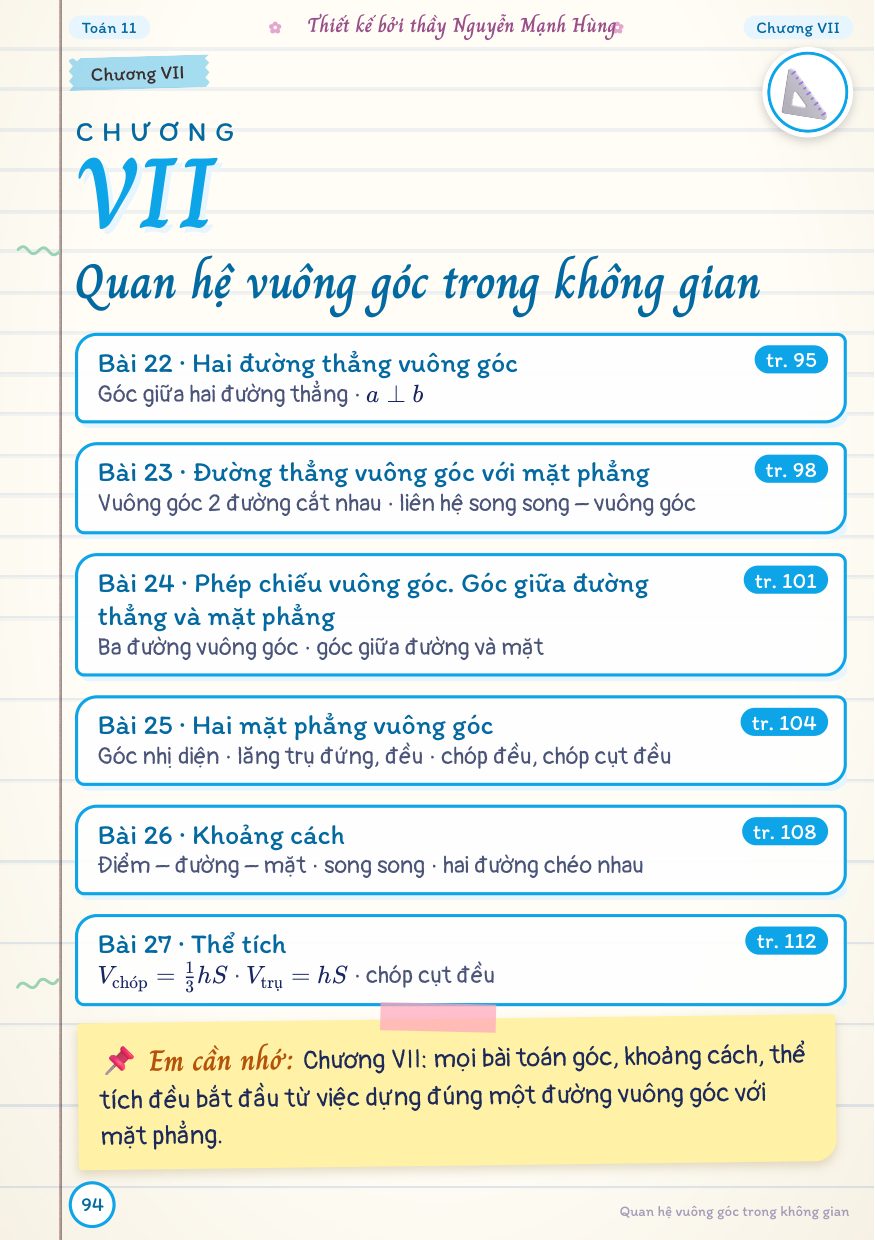 Toán 11
Thiết kế bởi thầy Nguyễn Mạnh Hùng
Chương VII
Chương VII
CHƯƠNG
VII
Quan hệ vuông góc trong không gian
Bài 22 · Hai đường thẳng vuông góc
tr. 95
Góc giữa hai đường thẳng · a ⊥ b
Bài 23 · Đường thẳng vuông góc với mặt phẳng
tr. 98
Vuông góc 2 đường cắt nhau · liên hệ song song – vuông góc
Bài 24 · Phép chiếu vuông góc. Góc giữa đường
thẳng và mặt phẳng
tr. 101
Ba đường vuông góc · góc giữa đường và mặt
Bài 25 · Hai mặt phẳng vuông góc
tr. 104
Góc nhị diện · lăng trụ đứng, đều · chóp đều, chóp cụt đều
Bài 26 · Khoảng cách
tr. 108
Điểm – đường – mặt · song song · hai đường chéo nhau
Bài 27 · Thể tích
tr. 112
V_chóp = 1/3 hS · V_trụ = hS · chóp cụt đều
Em cần nhớ: Chương VII: mọi bài toán góc, khoảng cách, thể
tích đều bắt đầu từ việc dựng đúng một đường vuông góc với
mặt phẳng.
94
Quan hệ vuông góc trong không gian